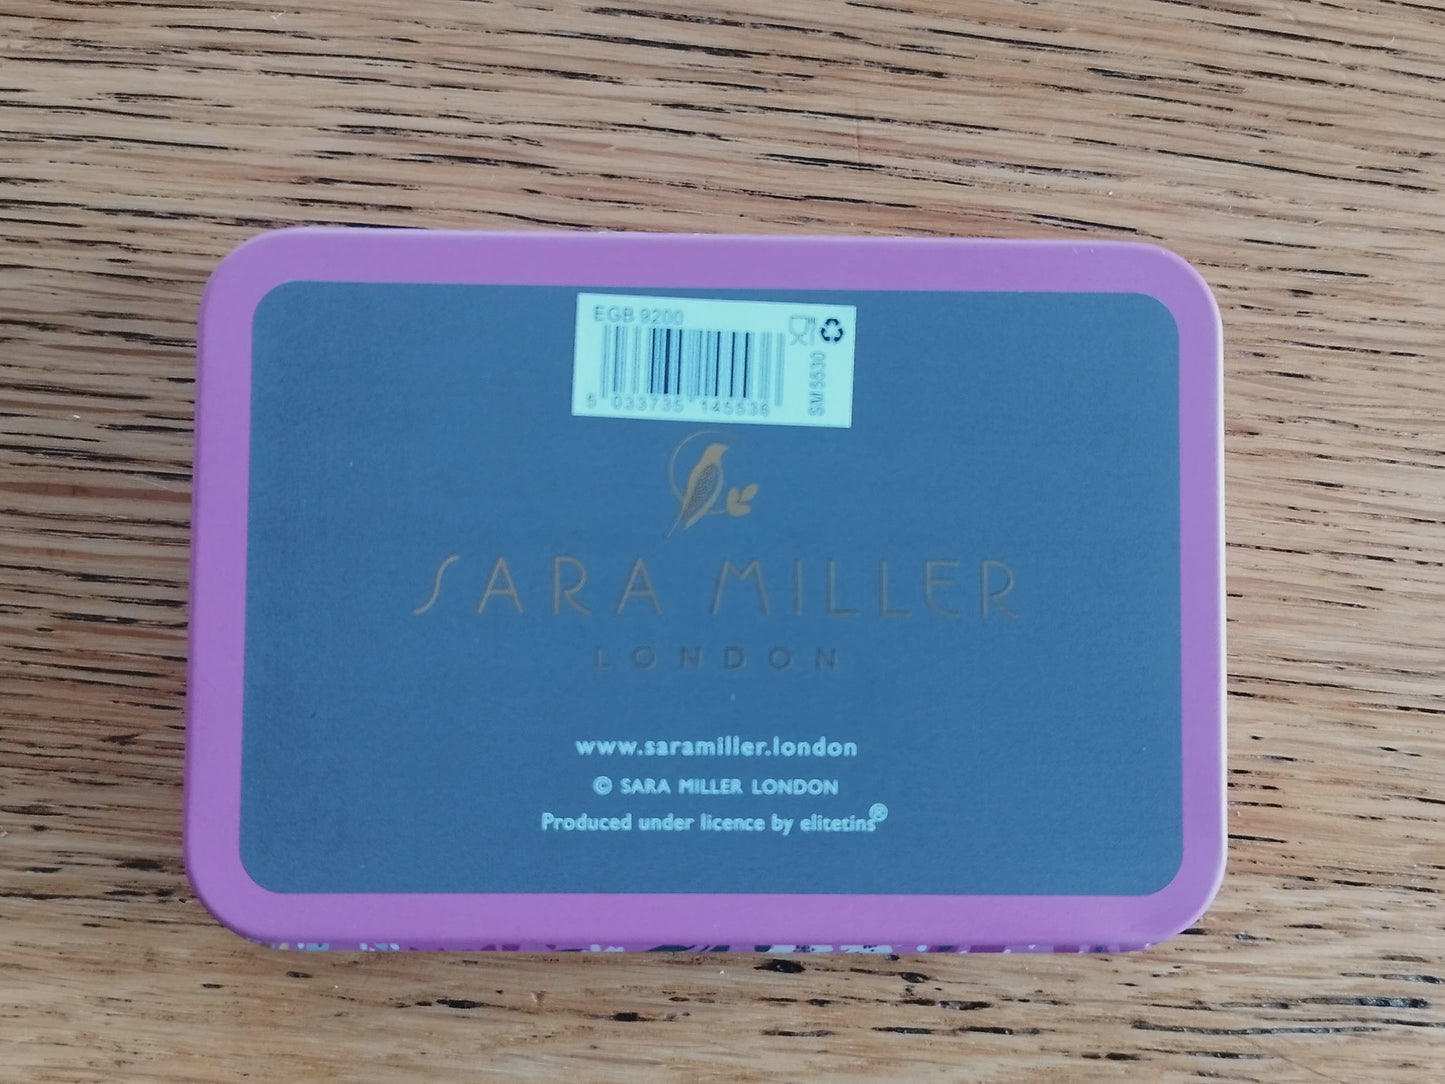 EGB 9200
SM5530
5 033735 145536
SARA MILLER
LONDON
www.saramiller.london
© SARA MILLER LONDON
Produced under licence by elitetins®